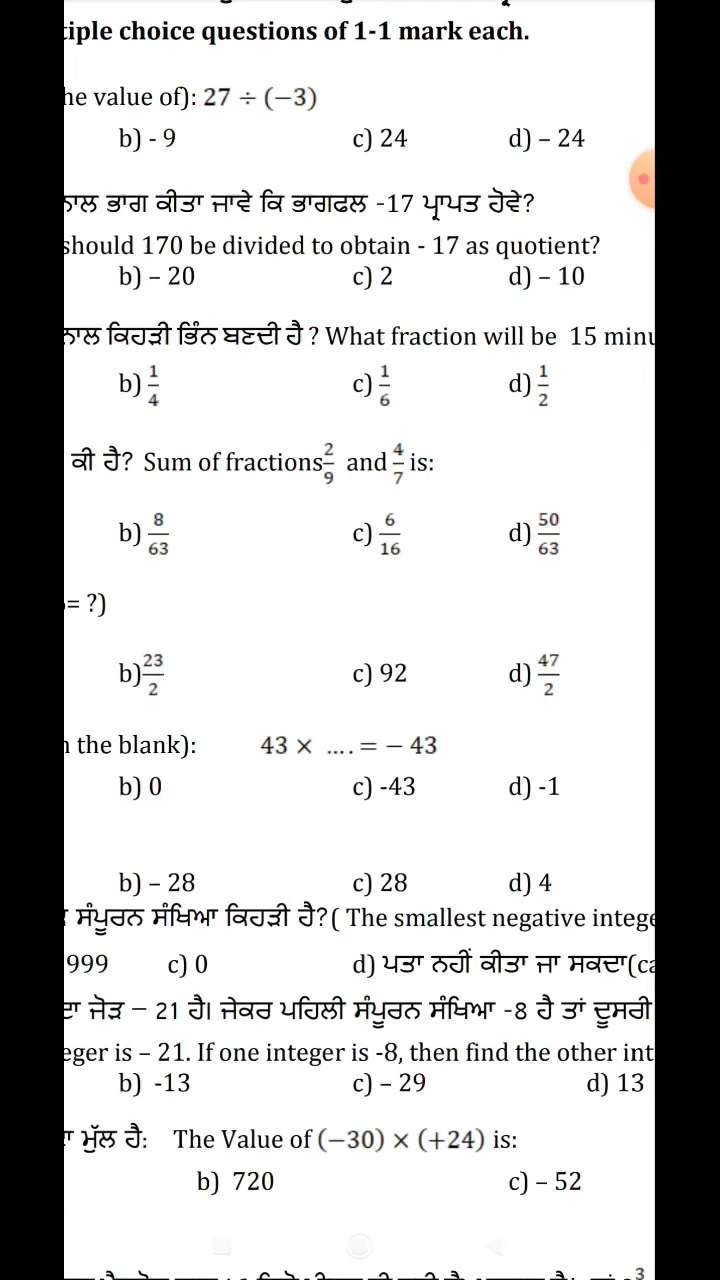 tiple choice questions of 1-1 mark each.
he value of): 27 ÷ (−3)
b) - 9 c) 24 d) – 24
ਨਾਲ ਭਾਗ ਕੀਤਾ ਜਾਵੇ ਕਿ ਭਾਗਫਲ -17 ਪ੍ਰਾਪਤ ਹੋਵੇ?
should 170 be divided to obtain - 17 as quotient?
b) – 20 c) 2 d) – 10
ਨਾਲ ਕਿਹੜੀ ਭਿੰਨ ਬਣਦੀ ਹੈ ? What fraction will be 15 minu
b) 1/4 c) 1/6 d) 1/2
ਕੀ ਹੈ? Sum of fractions 2/9 and 4/7 is:
b) 8/63 c) 6/16 d) 50/63
= ?)
b) 23/2 c) 92 d) 47/2
the blank): 43 × .... = − 43
b) 0 c) -43 d) -1
b) – 28 c) 28 d) 4
ਸੰਪੂਰਨ ਸੰਖਿਆ ਕਿਹੜੀ ਹੈ?( The smallest negative intege
999 c) 0 d) ਪਤਾ ਨਹੀਂ ਕੀਤਾ ਜਾ ਸਕਦਾ(ca
ਦਾ ਜੋੜ – 21 ਹੈ। ਜੇਕਰ ਪਹਿਲੀ ਸੰਪੂਰਨ ਸੰਖਿਆ -8 ਹੈ ਤਾਂ ਦੂਸਰੀ
eger is – 21. If one integer is -8, then find the other int
b) -13 c) – 29 d) 13
ਮੁੱਲ ਹੈ: The Value of (−30) × (+24) is:
b) 720 c) – 52